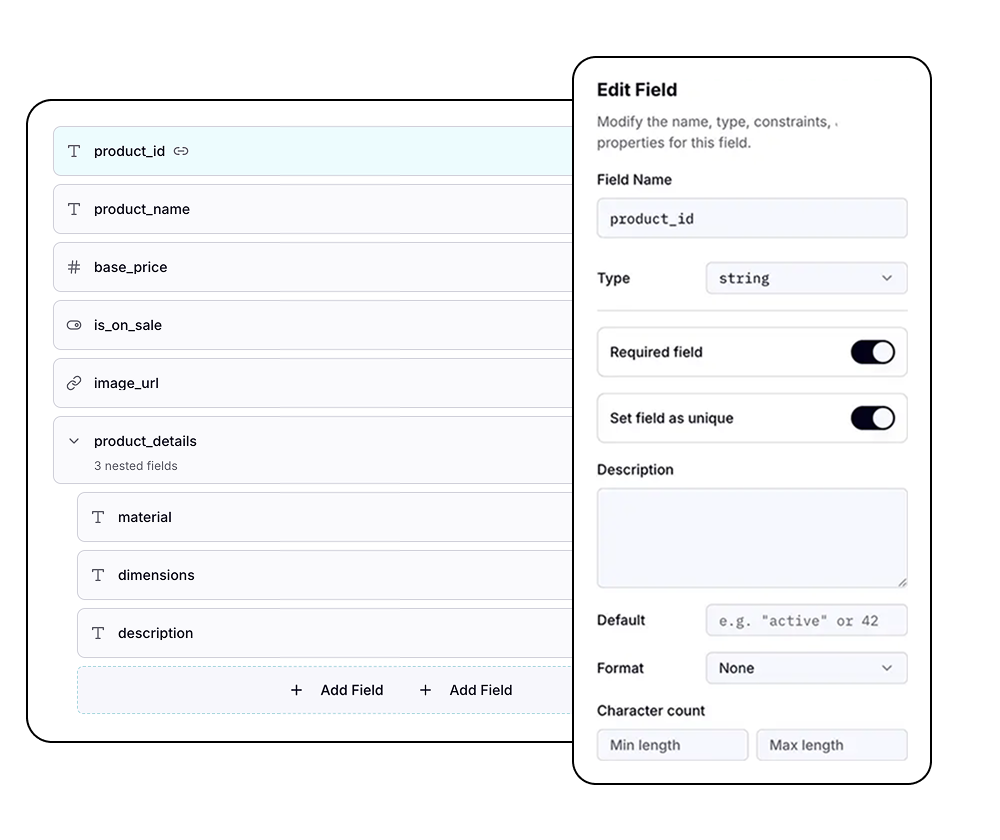 product_id
product_name
base_price
is_on_sale
image_url
product_details
3 nested fields
material
dimensions
description
+ Add Field + Add Field
Edit Field
Modify the name, type, constraints, .
properties for this field.
Field Name
product_id
Type string
Required field
Set field as unique
Description
Default e.g. "active" or 42
Format None
Character count
Min length Max length